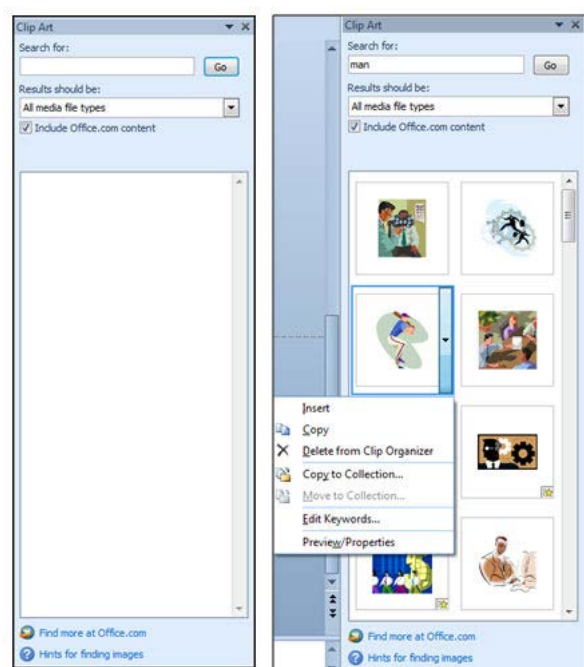 Clip Art
Search for:
Go
Results should be:
All media file types
Include Office.com content
Find more at Office.com
Hints for finding images
Clip Art
Search for:
man
Go
Results should be:
All media file types
Include Office.com content
Insert
Copy
Delete from Clip Organizer
Copy to Collection...
Move to Collection...
Edit Keywords...
Preview/Properties
Find more at Office.com
Hints for finding images